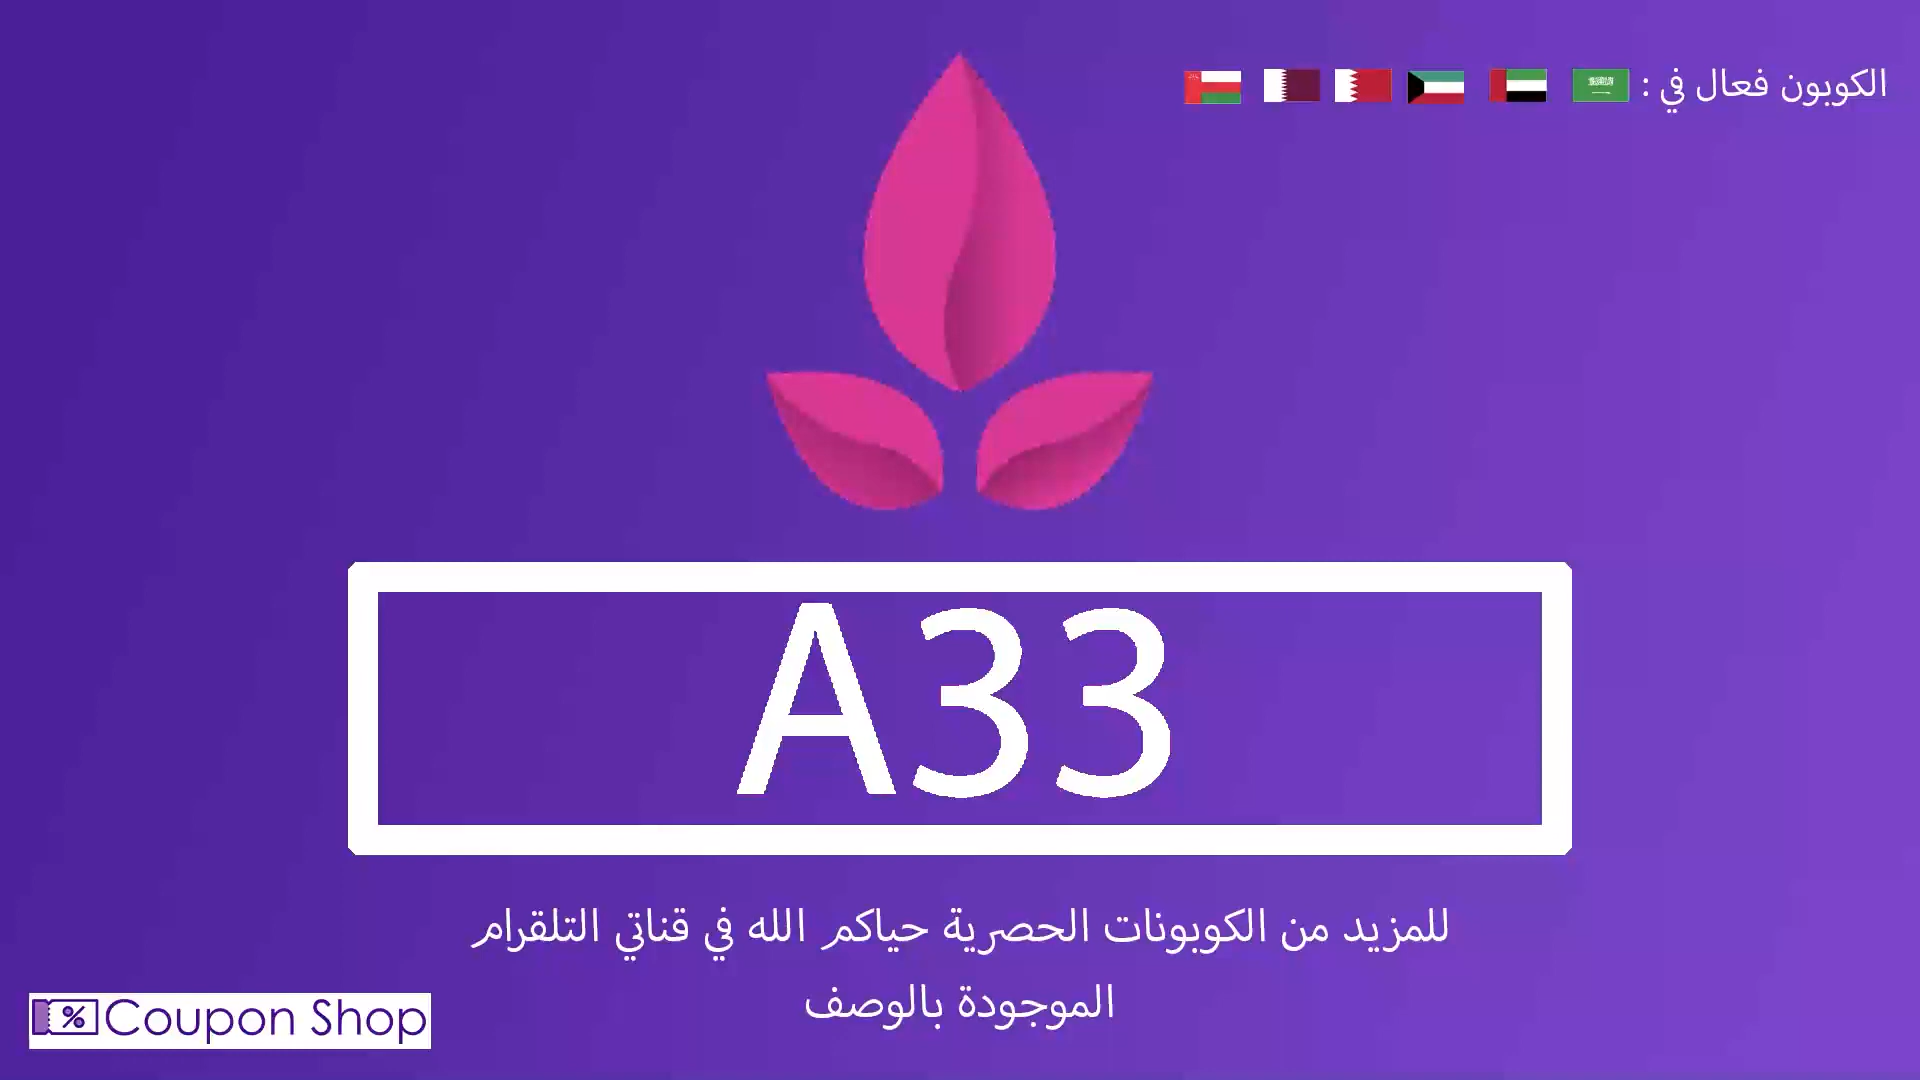 الكوبون فعال في :
A33
للمزيد من الكوبونات الحصرية حياكم الله في قناتي التلقرام
الموجودة بالوصف
Coupon Shop